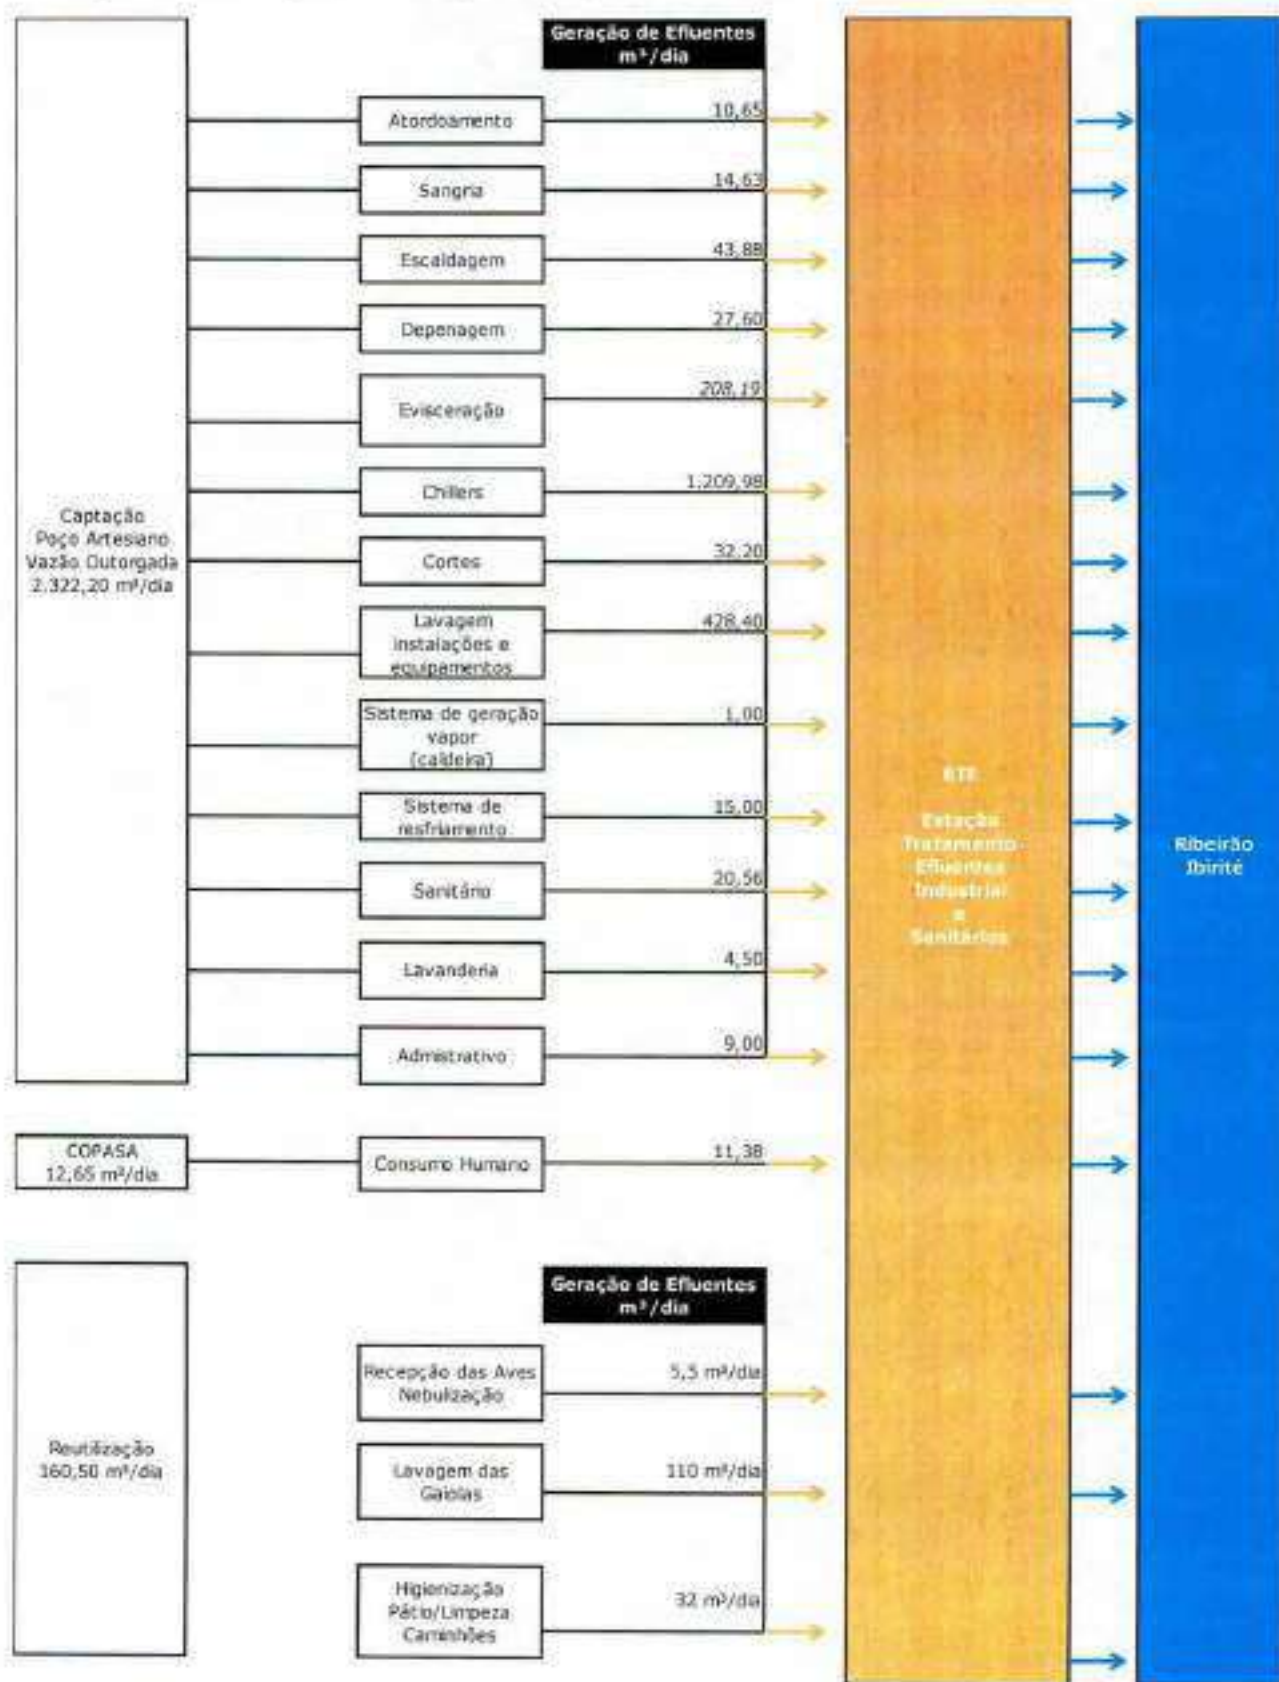 Geração de Efluentes
m³/dia
Atordoamento
10,65
Sangria
14,63
Escaldagem
43,88
Depenagem
27,60
Evisceração
208,19
Chillers
1.209,98
Captação
Poço Artesiano
Vazão Outorgada
2.322,20 m³/dia
Cortes
32,20
Lavagem
instalações e
equipamentos
428,40
Sistema de geração
vapor
(caldeira)
1,00
Sistema de
resfriamento
15,00
Sanitário
20,56
Lavanderia
4,50
Admistrativo
9,00
ETE
Estação
Tratamento
Efluentes
Industrial
e
Sanitários
Ribeirão
Ibirité
COPASA
12,65 m³/dia
Consumo Humano
11,38
Geração de Efluentes
m³/dia
Recepção das Aves
Nebulização
5,5 m³/dia
Reutilização
160,50 m³/dia
Lavagem das
Gaiolas
110 m³/dia
Higienização
Pátio/Limpeza
Caminhões
32 m³/dia